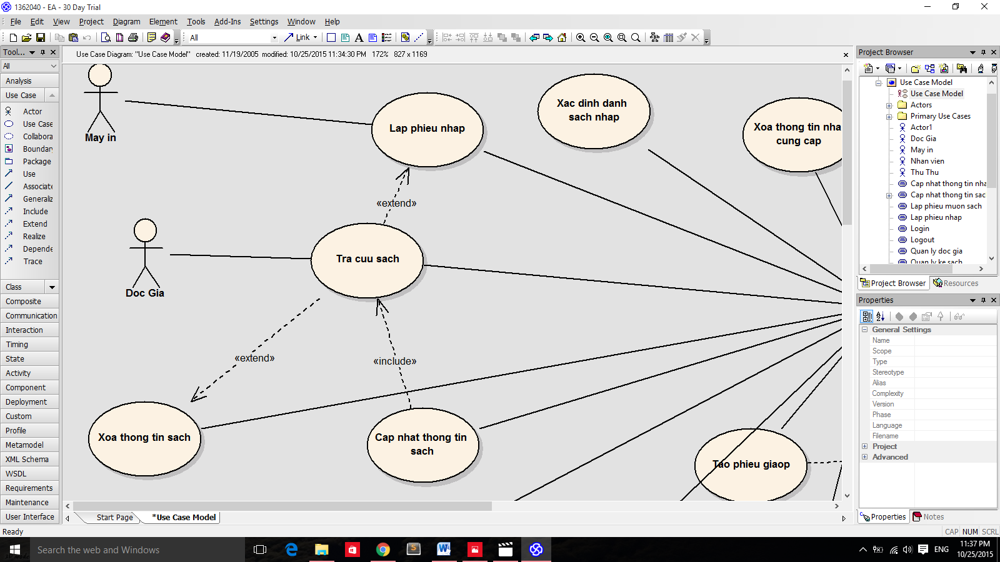 1362040 - EA - 30 Day Trial
File Edit View Project Diagram Element Tools Add-Ins Settings Window Help
All
Link
Tool...
All
Analysis
Use Case
Actor
Use Case
Collabora
Boundar
Package
Use
Associate
Generaliz
Include
Extend
Realize
Depende
Trace
Class
Composite
Communication
Interaction
Timing
State
Activity
Component
Deployment
Custom
Profile
Metamodel
XML Schema
WSDL
Requirements
Maintenance
User Interface
Use Case Diagram: "Use Case Model" created: 11/19/2005 modified: 10/25/2015 11:34:30 PM 172% 827 x 1169
May in
Lap phieu nhap
Xac dinh danh
sach nhap
Xoa thong tin nha
cung cap
«extend»
Doc Gia
Tra cuu sach
«extend»
«include»
Xoa thong tin sach
Cap nhat thong tin
sach
Tao phieu giaop
Start Page
*Use Case Model
Project Browser
Use Case Model
Use Case Model
Actors
Primary Use Cases
Actor1
Doc Gia
May in
Nhan vien
Thu Thu
Cap nhat thong tin nha
Cap nhat thong tin sac
Lap phieu muon sach
Lap phieu nhap
Login
Logout
Quan ly doc gia
Quan ly ke sach
Project Browser
Resources
Properties
General Settings
Name
Scope
Type
Stereotype
Alias
Complexity
Version
Phase
Language
Filename
Project
Advanced
Properties
Notes
Ready
CAP NUM SCRL
Search the web and Windows
ENG
11:37 PM
10/25/2015